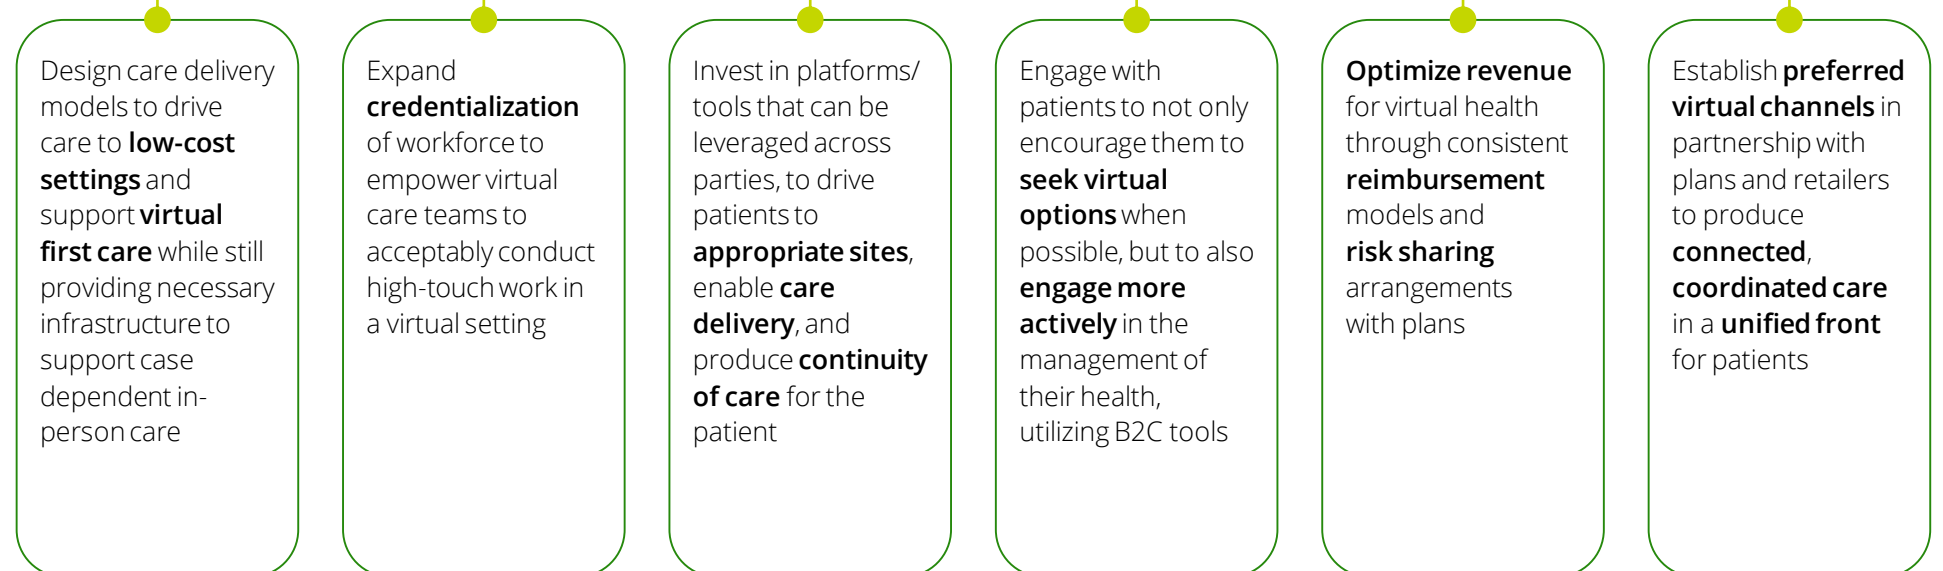 Design care delivery
models to drive
care to low-cost
settings and
support virtual
first care while still
providing necessary
infrastructure to
support case
dependent in-
person care
Expand
credentialization
of workforce to
empower virtual
care teams to
acceptably conduct
high-touch work in
a virtual setting
Invest in platforms/
tools that can be
leveraged across
parties, to drive
patients to
appropriate sites,
enable care
delivery, and
produce continuity
of care for the
patient
Engage with
patients to not only
encourage them to
seek virtual
options when
possible, but to also
engage more
actively in the
management of
their health,
utilizing B2C tools
Optimize revenue
for virtual health
through consistent
reimbursement
models and
risk sharing
arrangements
with plans
Establish preferred
virtual channels in
partnership with
plans and retailers
to produce
connected,
coordinated care
in a unified front
for patients